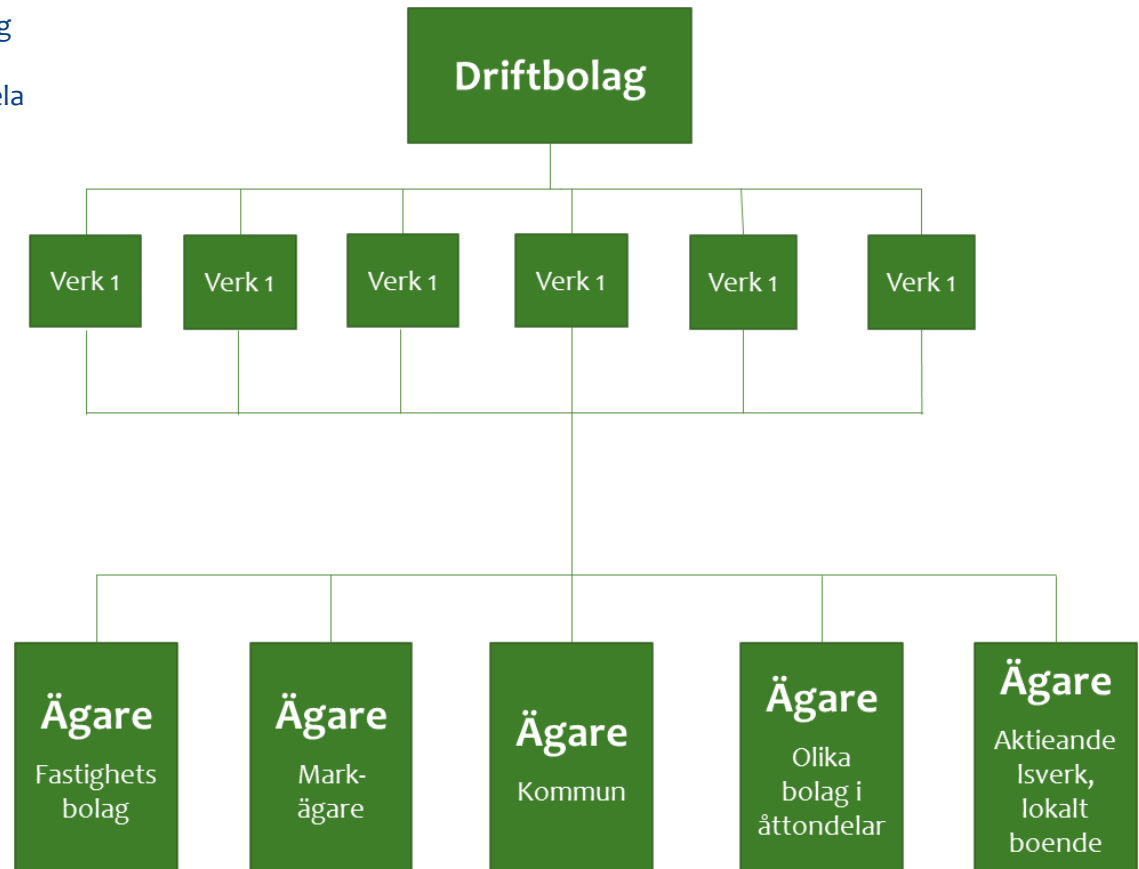 Driftbolag
Verk 1
Verk 1
Verk 1
Verk 1
Verk 1
Verk 1
Ägare
Fastighets
bolag
Ägare
Mark-
ägare
Ägare
Kommun
Ägare
Olika
bolag i
åttondelar
Ägare
Aktieande
lsverk,
lokalt
boende